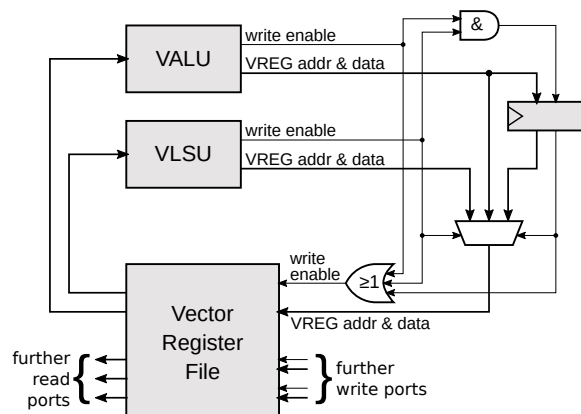 write enable
&
VALU
VREG addr & data
write enable
VLSU
VREG addr & data
write
enable
≥1
Vector
Register
File
VREG addr & data
further
read
ports
further
write ports